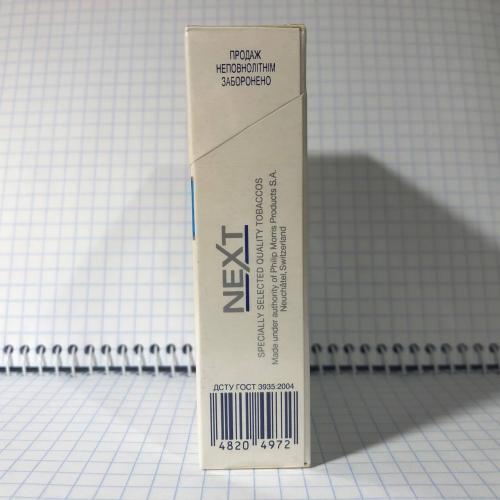 ПРОДАЖ
НЕПОВНОЛІТНІМ
ЗАБОРОНЕНО
NEXT
SPECIALLY SELECTED QUALITY TOBACCOS
Made under authority of Philip Morris Products S.A.
Neuchâtel, Switzerland
ДСТУ ГОСТ 3935:2004
4820 4972